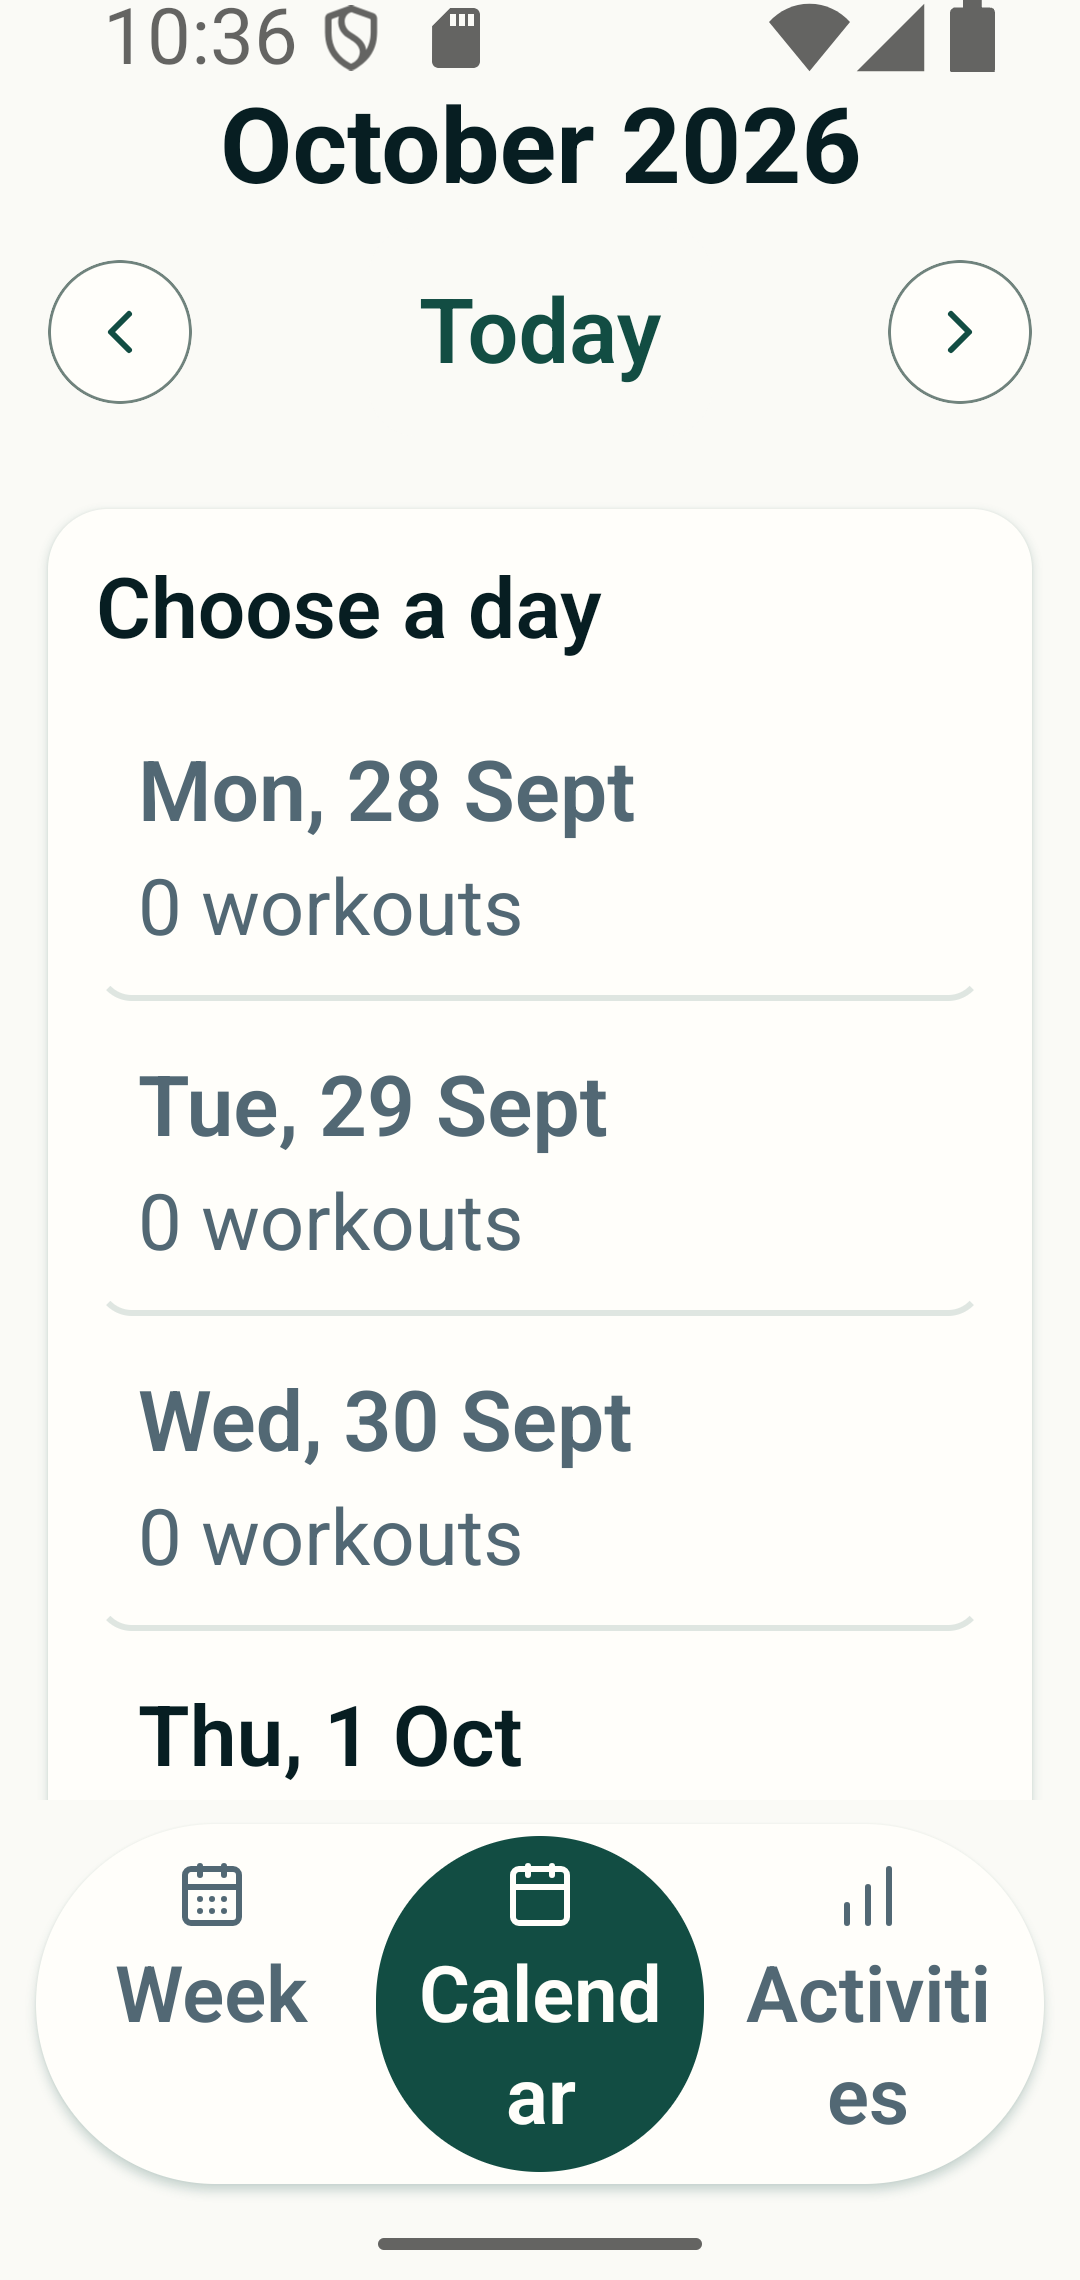 10:36
October 2026
Today
Choose a day
Mon, 28 Sept
0 workouts
Tue, 29 Sept
0 workouts
Wed, 30 Sept
0 workouts
Thu, 1 Oct
Week
Calend
ar
Activiti
es